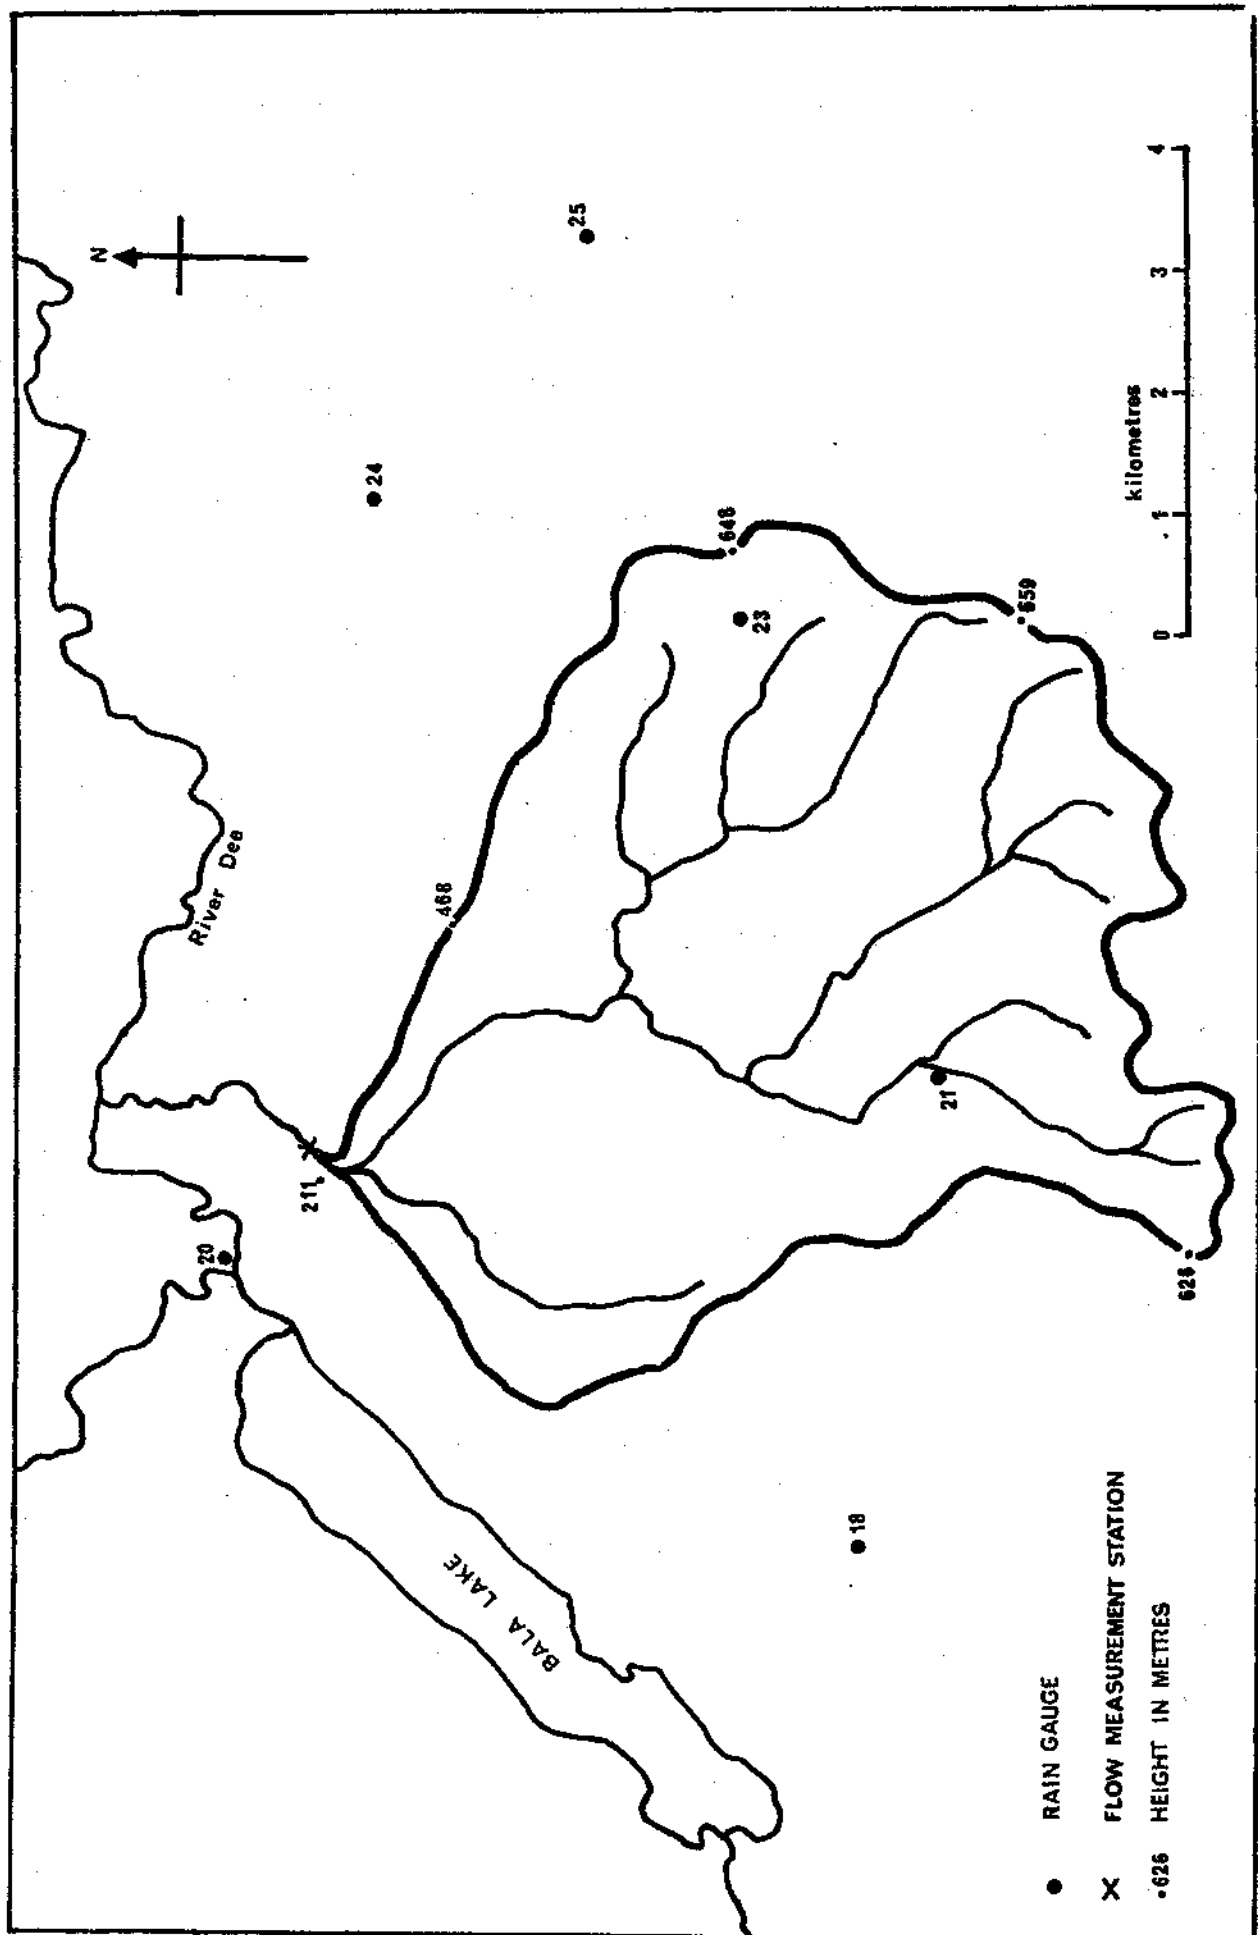 N
River Dee
24
25
20
211
468
648
23
BALA LAKE
18
21
659
626
kilometres
0 1 2 3 4
RAIN GAUGE
FLOW MEASUREMENT STATION
•626 HEIGHT IN METRES